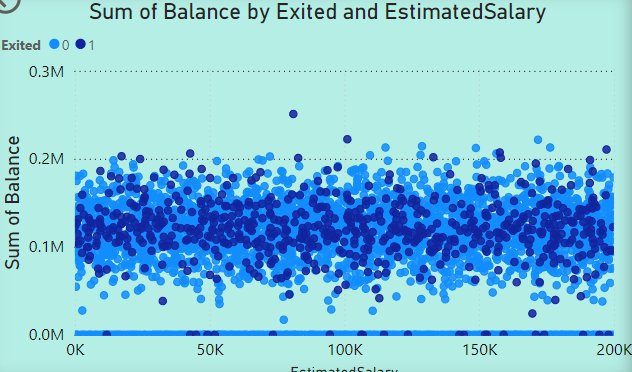 Sum of Balance by Exited and EstimatedSalary
Exited 0 1
0.3M
0.2M
0.1M
0.0M
Sum of Balance
0K 50K 100K 150K 200K
EstimatedSalary